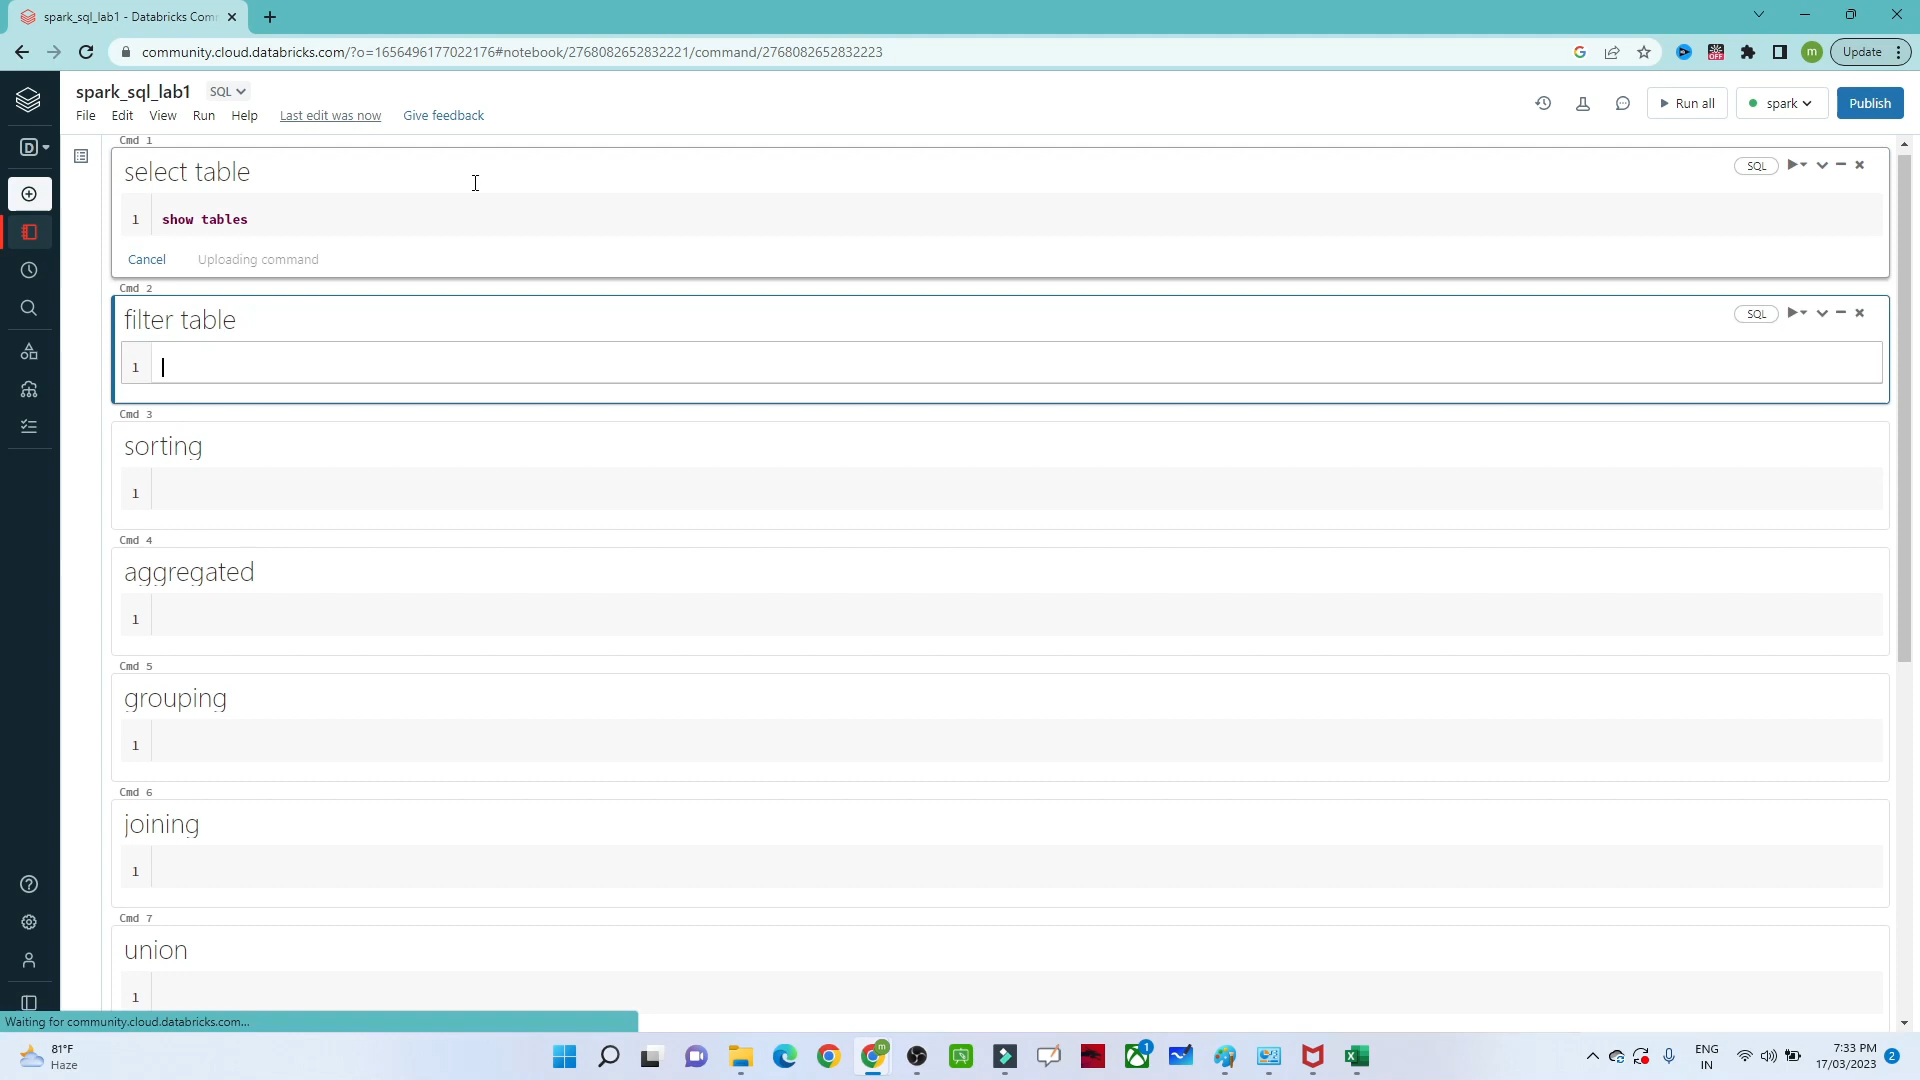 spark_sql_lab1 - Databricks Com
community.cloud.databricks.com/?o=1656496177022176#notebook/2768082652832221/command/2768082652832223
OFF
m
Update
spark_sql_lab1 SQL
File Edit View Run Help Last edit was now Give feedback
Run all
spark
Publish
D
Cmd 1
select table
SQL
1 show tables
Cancel Uploading command
Cmd 2
filter table
SQL
1
Cmd 3
sorting
1
Cmd 4
aggregated
1
Cmd 5
grouping
1
Cmd 6
joining
1
Cmd 7
union
1
Waiting for community.cloud.databricks.com...
81°F
Haze
m
1
ENG
IN
7:33 PM
17/03/2023
2